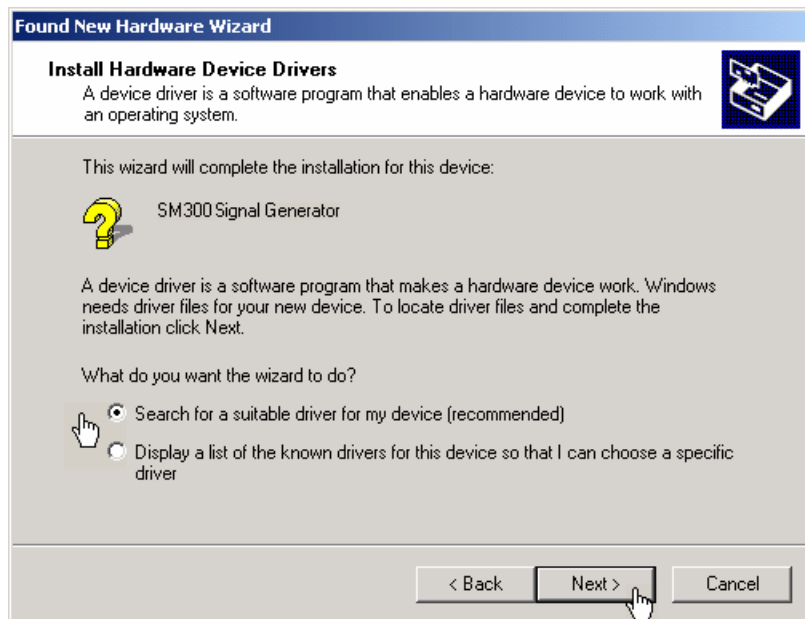 Found New Hardware Wizard
Install Hardware Device Drivers
A device driver is a software program that enables a hardware device to work with
an operating system.
This wizard will complete the installation for this device:
SM300 Signal Generator
A device driver is a software program that makes a hardware device work. Windows
needs driver files for your new device. To locate driver files and complete the
installation click Next.
What do you want the wizard to do?
Search for a suitable driver for my device (recommended)
Display a list of the known drivers for this device so that I can choose a specific
driver
< Back Next > Cancel